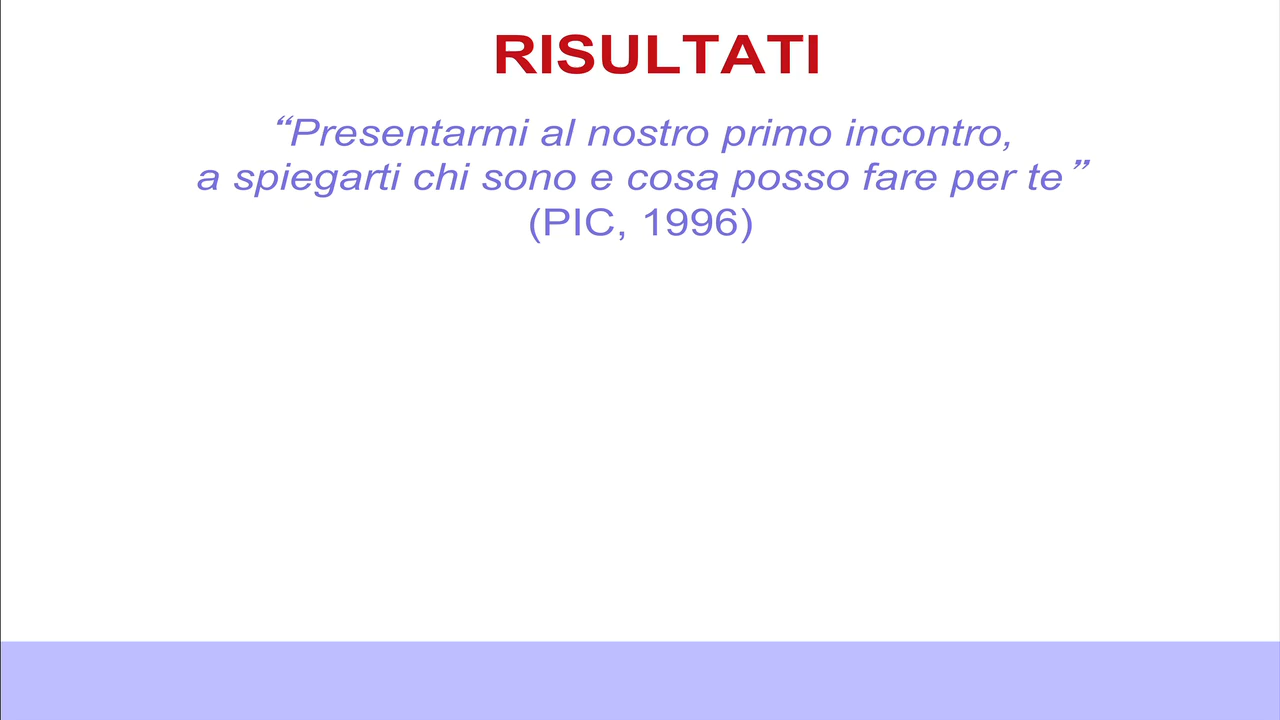 RISULTATI
“Presentarmi al nostro primo incontro,
a spiegarti chi sono e cosa posso fare per te”
(PIC, 1996)